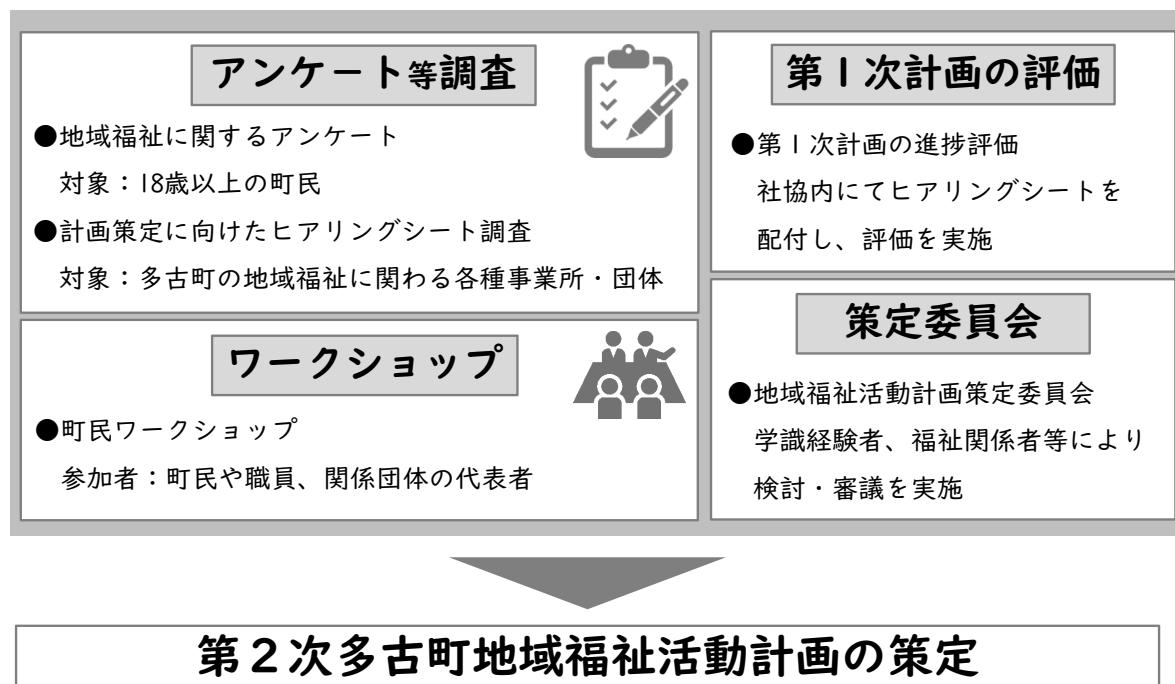 アンケート等調査
●地域福祉に関するアンケート
対象：18歳以上の町民
●計画策定に向けたヒアリングシート調査
対象：多古町の地域福祉に関わる各種事業所・団体
ワークショップ
●町民ワークショップ
参加者：町民や職員、関係団体の代表者
第1次計画の評価
●第1次計画の進捗評価
社協内にてヒアリングシートを
配付し、評価を実施
策定委員会
●地域福祉活動計画策定委員会
学識経験者、福祉関係者等により
検討・審議を実施
第２次多古町地域福祉活動計画の策定